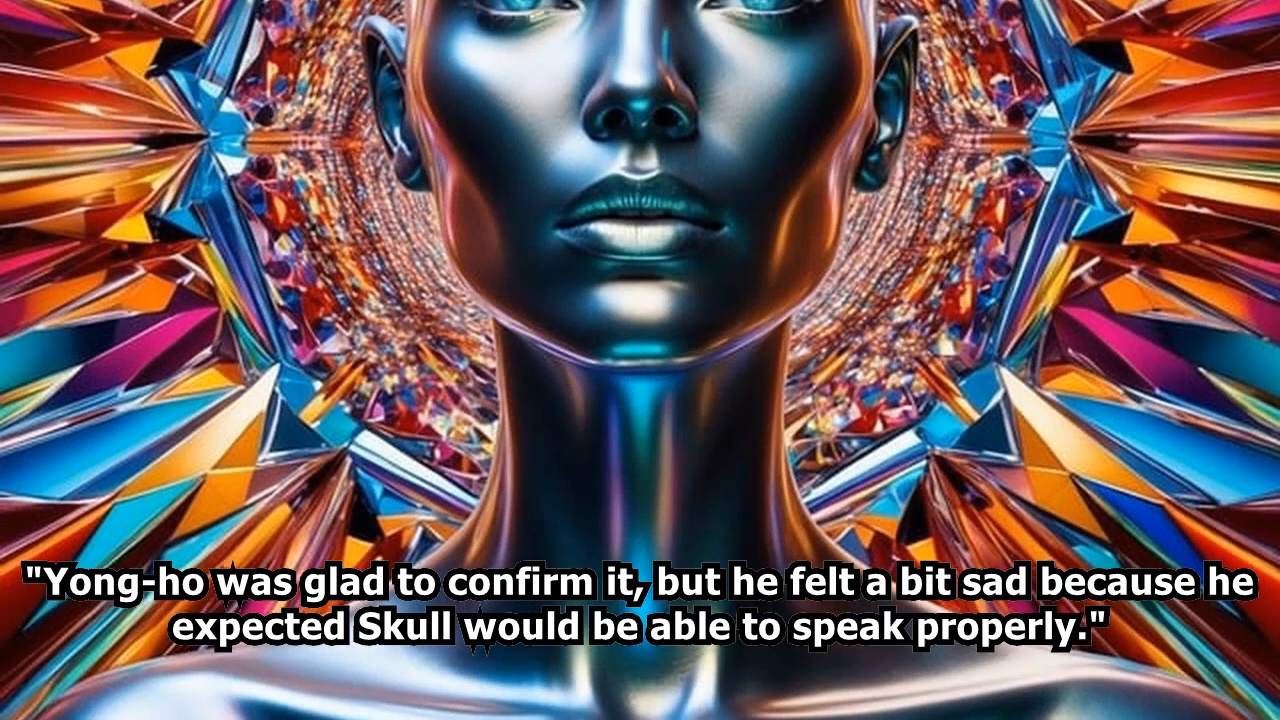 "Yong-ho was glad to confirm it, but he felt a bit sad because he
expected Skull would be able to speak properly."